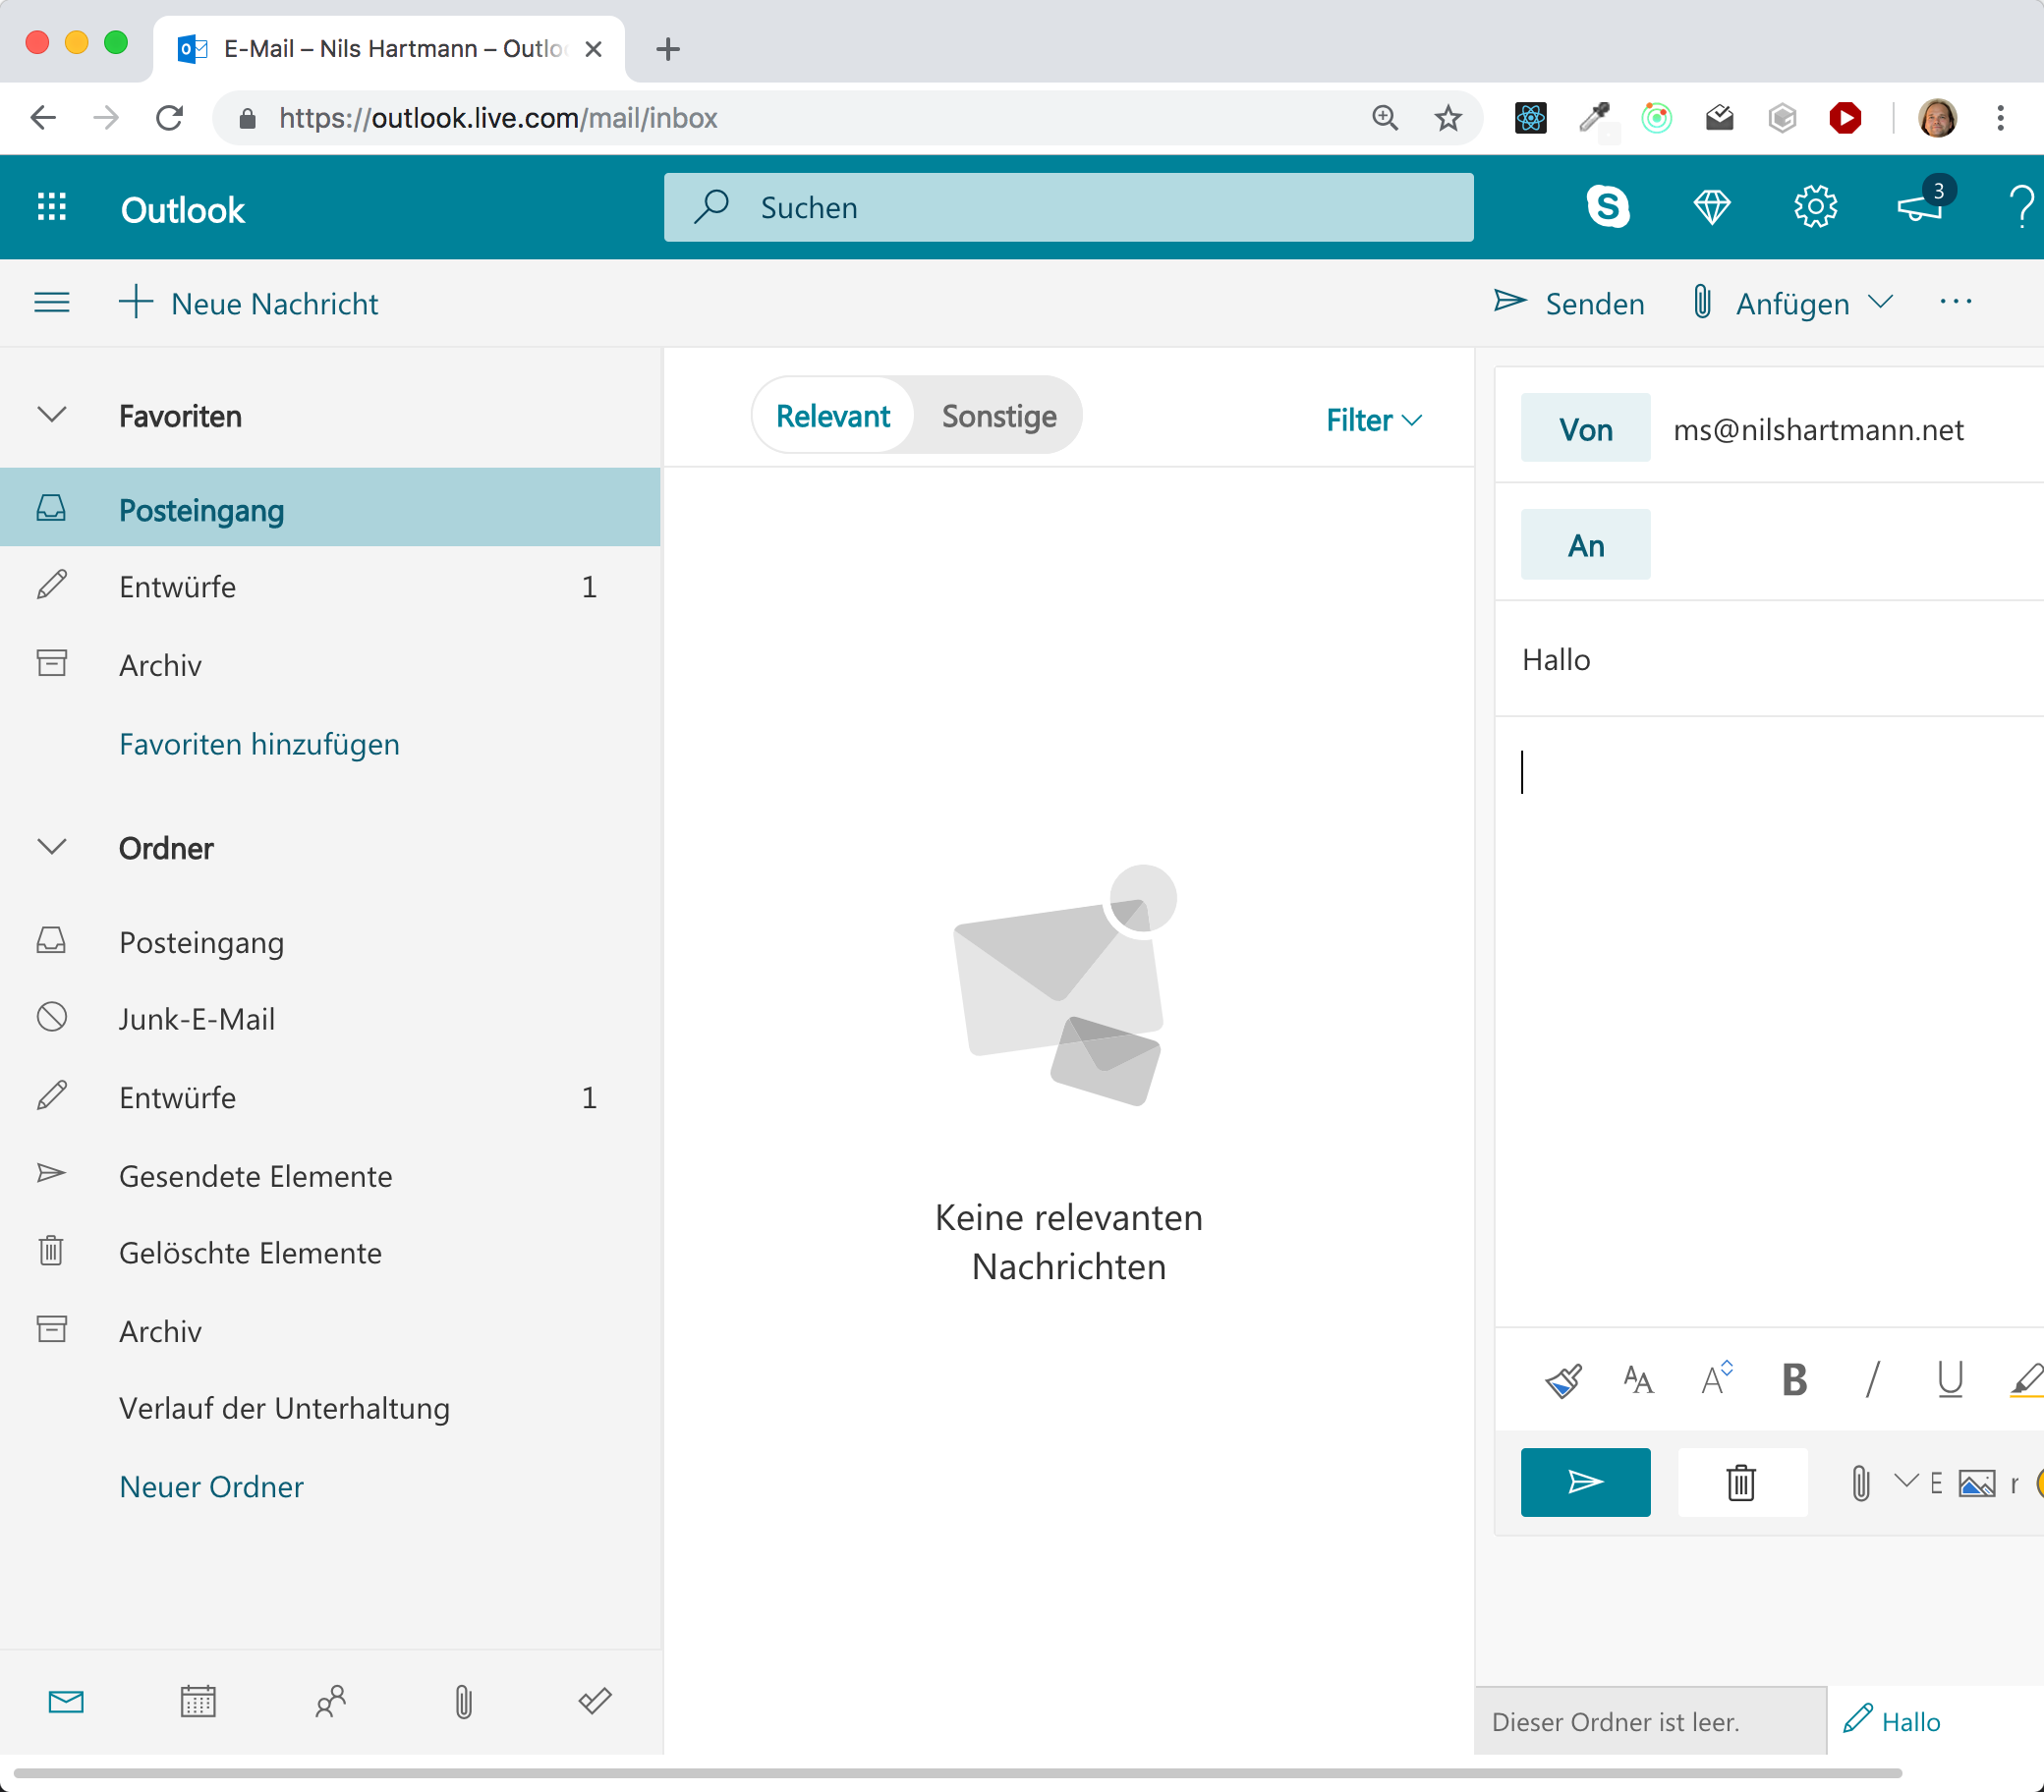 E-Mail – Nils Hartmann – Outlo
https://outlook.live.com/mail/inbox
Outlook
Suchen
3
?
Neue Nachricht
Senden
Anfügen
Favoriten
Posteingang
Entwürfe 1
Archiv
Favoriten hinzufügen
Ordner
Posteingang
Junk-E-Mail
Entwürfe 1
Gesendete Elemente
Gelöschte Elemente
Archiv
Verlauf der Unterhaltung
Neuer Ordner
Relevant
Sonstige
Filter
Keine relevanten
Nachrichten
Von ms@nilshartmann.net
An
Hallo
B I U
E r
Dieser Ordner ist leer.
Hallo